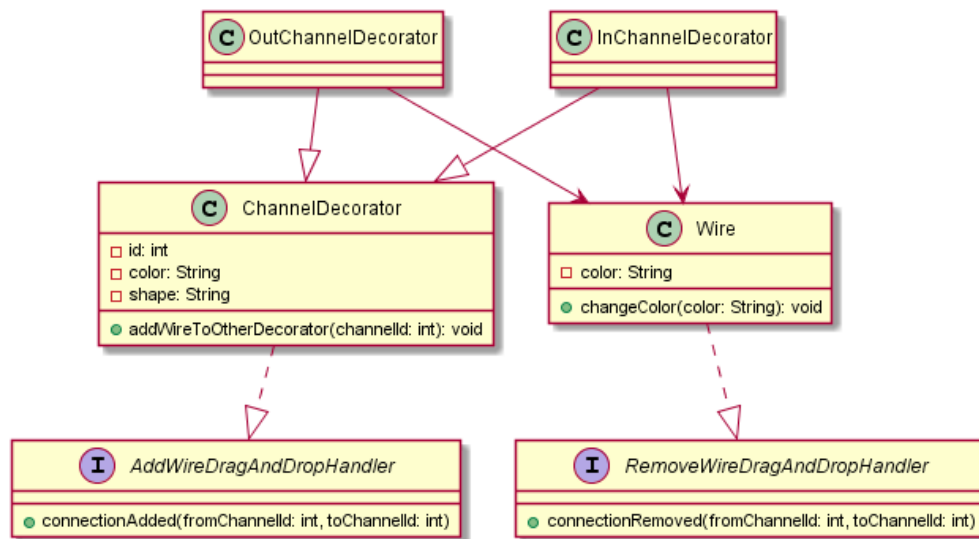 C OutChannelDecorator
C InChannelDecorator
C ChannelDecorator
id: int
color: String
shape: String
addWireToOtherDecorator(channelId: int): void
C Wire
color: String
changeColor(color: String): void
I AddWireDragAndDropHandler
connectionAdded(fromChannelId: int, toChannelId: int)
I RemoveWireDragAndDropHandler
connectionRemoved(fromChannelId: int, toChannelId: int)